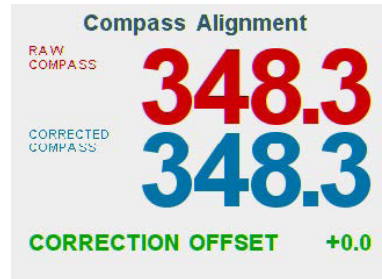 Compass Alignment
RAW
COMPASS
348.3
CORRECTED
COMPASS
348.3
CORRECTION OFFSET +0.0